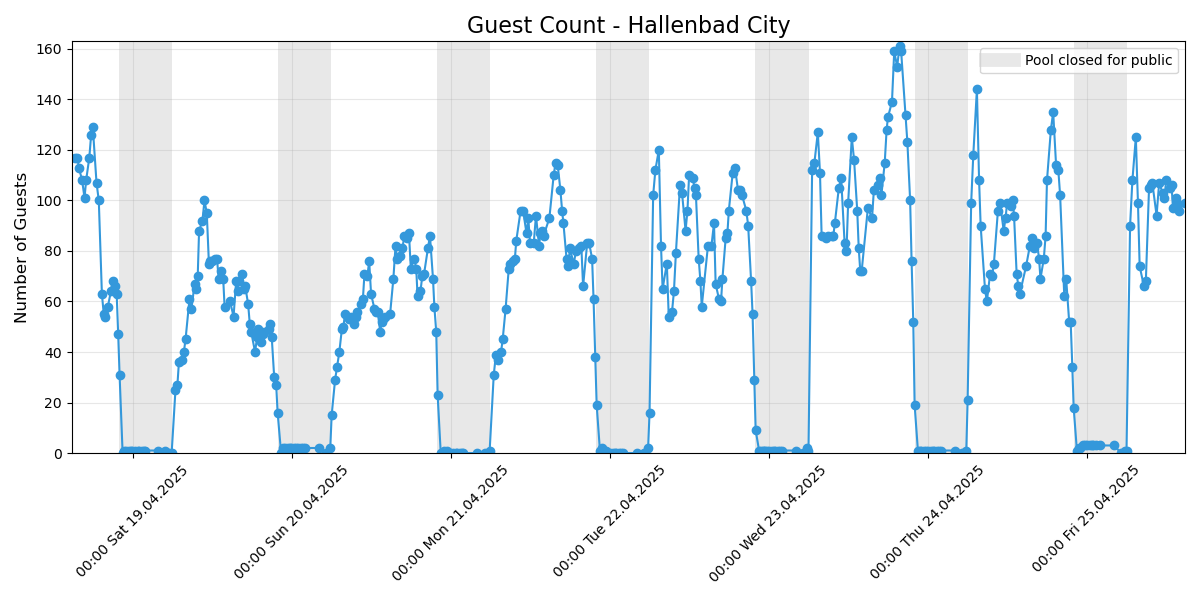 Guest Count - Hallenbad City
Pool closed for public
Number of Guests
160
140
120
100
80
60
40
20
0
00:00 Sat 19.04.2025
00:00 Sun 20.04.2025
00:00 Mon 21.04.2025
00:00 Tue 22.04.2025
00:00 Wed 23.04.2025
00:00 Thu 24.04.2025
00:00 Fri 25.04.2025